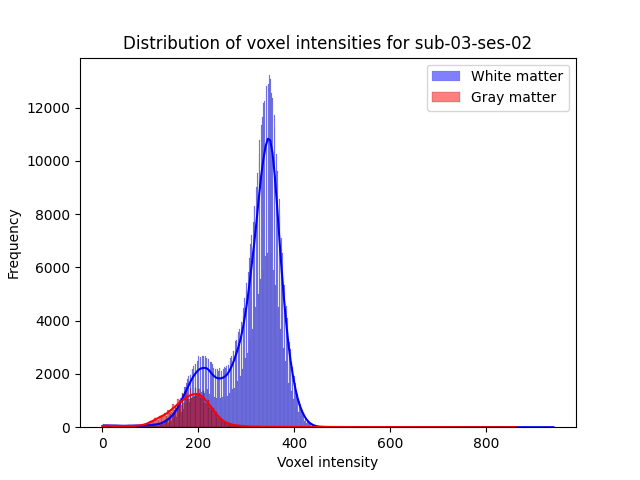 Distribution of voxel intensities for sub-03-ses-02
White matter
Gray matter
12000
10000
8000
6000
4000
2000
0
Frequency
0 200 400 600 800
Voxel intensity